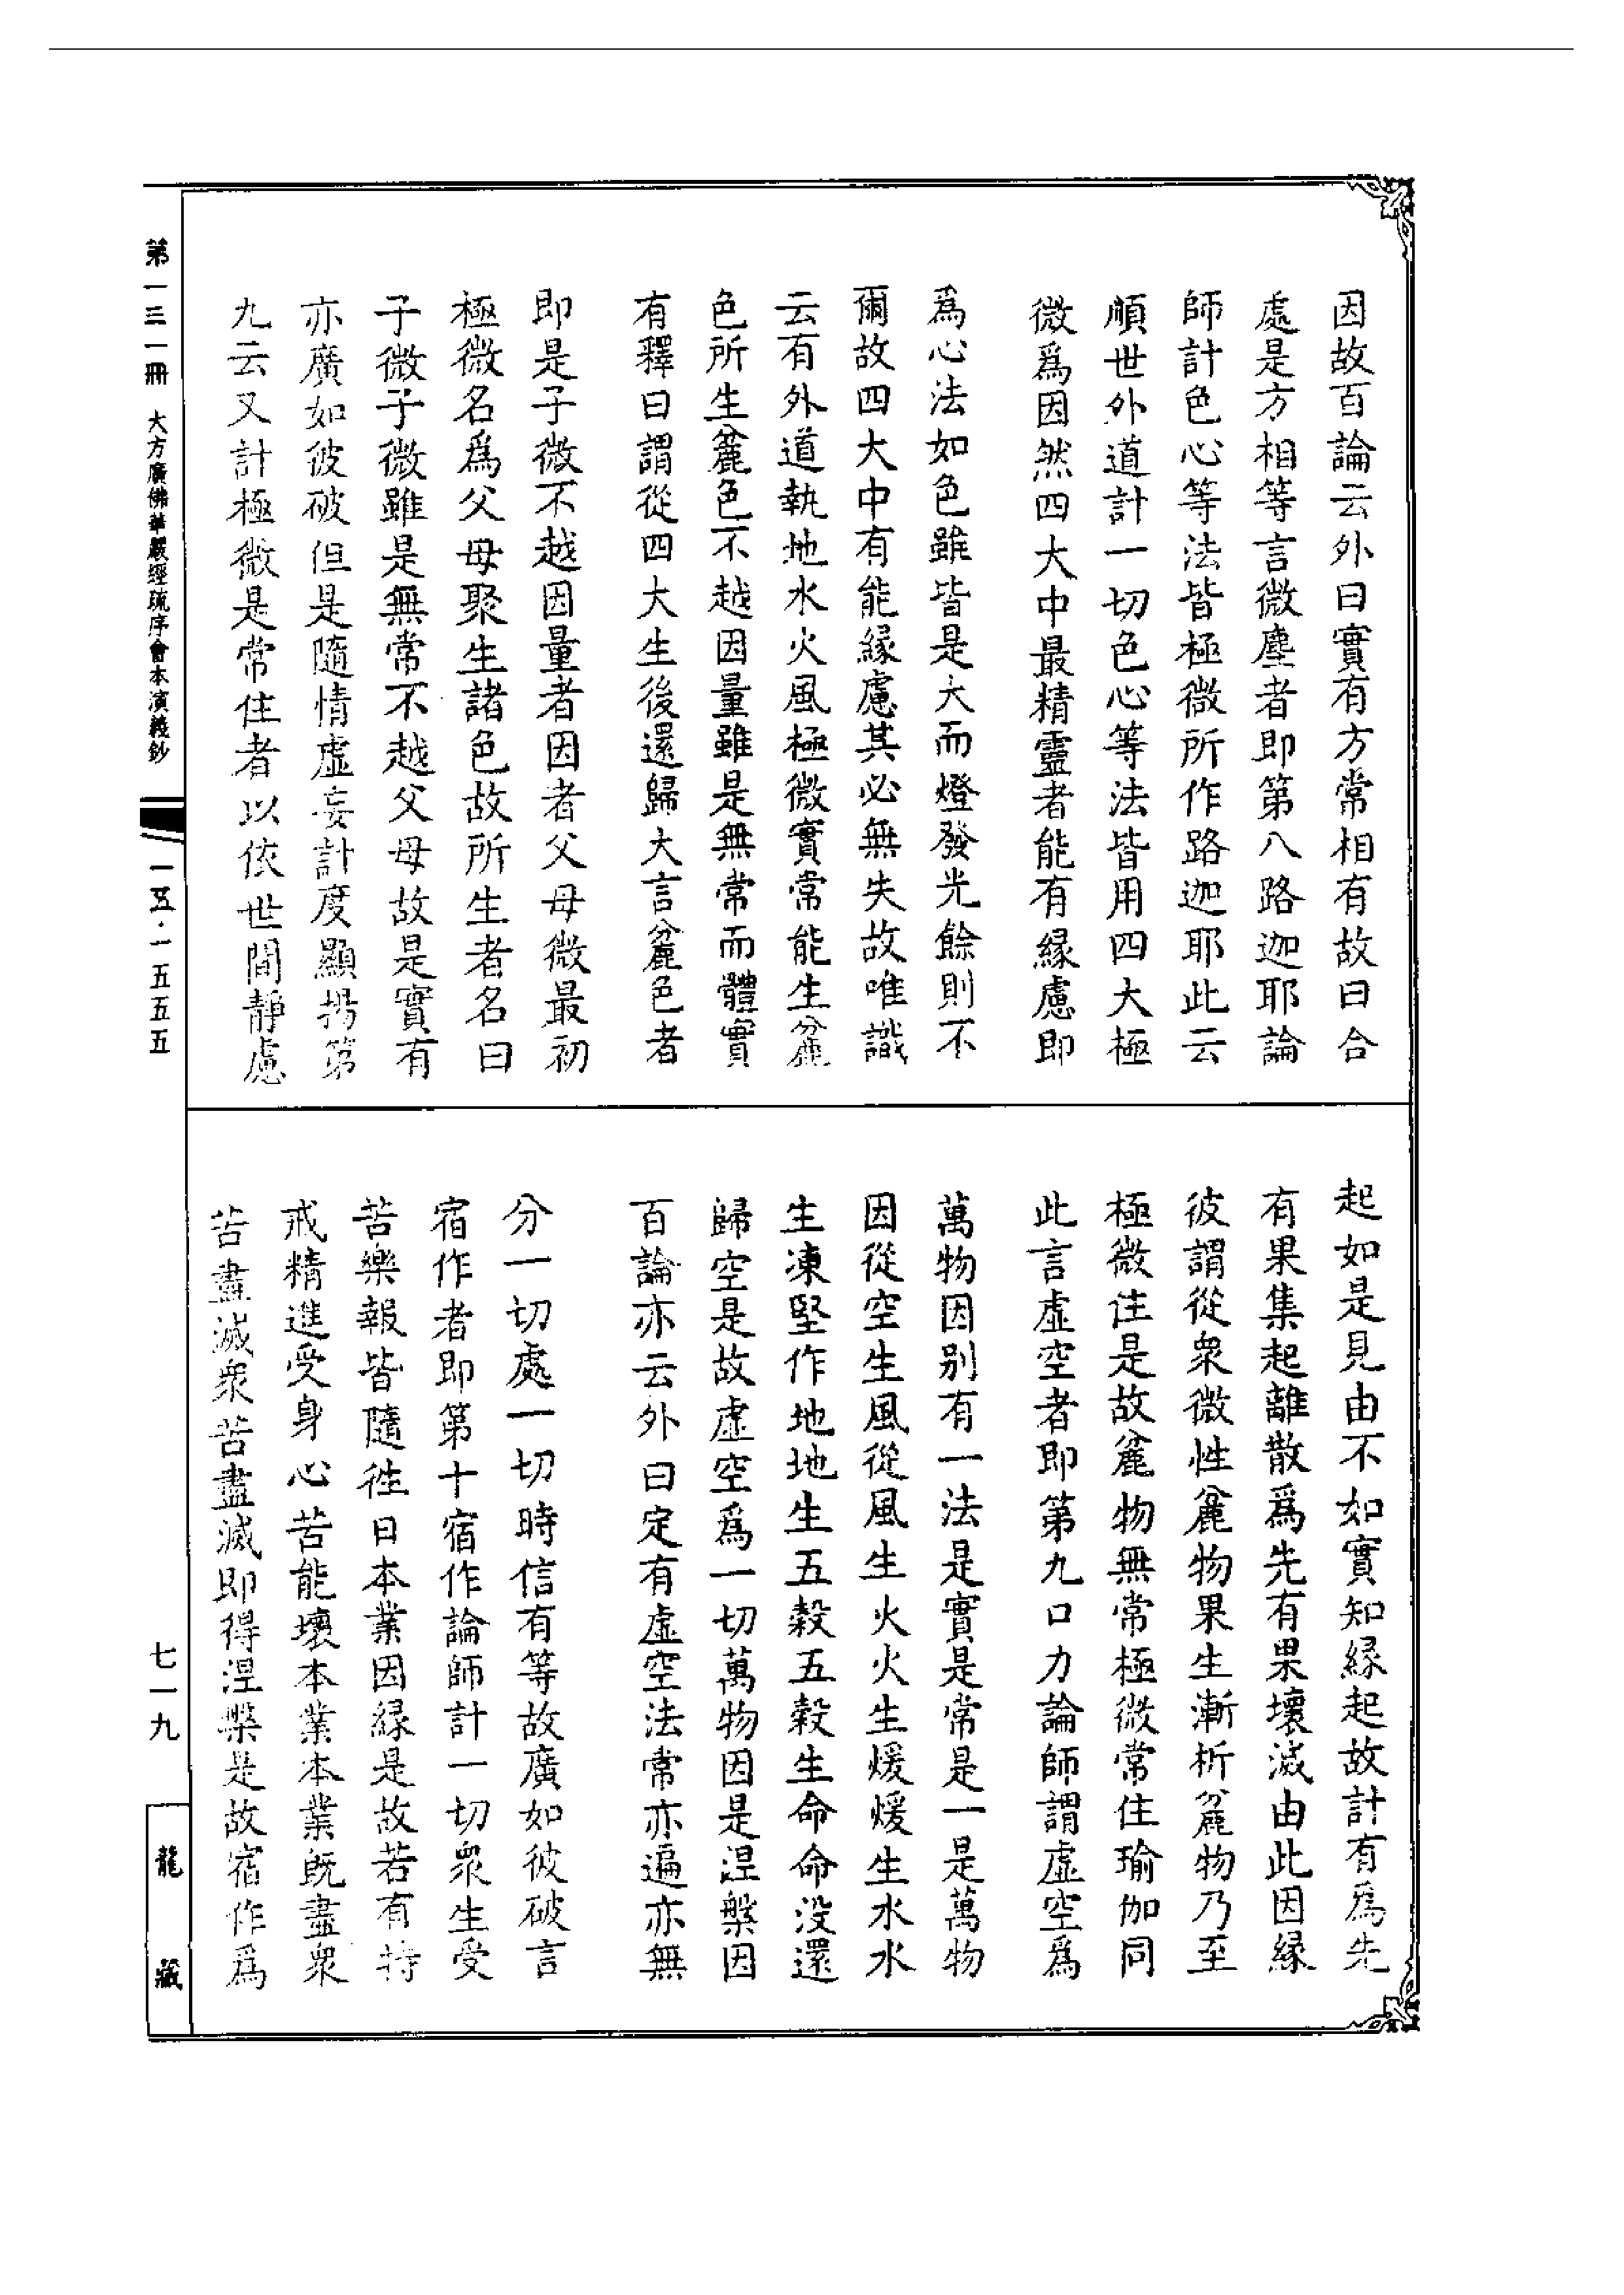 因故百論云外曰實有方常相有故曰合
處是方相等言微塵者即第八路迦耶論
師計色心等法皆極微所作路迦耶此云
順世外道計一切色心等法皆用四大極
微爲因然四大中最精靈者能有緣慮即
爲心法如色雖皆是大而燈發光餘則不
爾故四大中有能緣慮其必無失故唯識
云有外道執地水火風極微實常能生麄
色所生麄色不越因量雖是無常而體實
有釋曰謂從四大生後還歸大言麄色者
即是子微不越因量者因者父母微最初
極微名爲父母聚生諸色故所生者名曰
子微子微雖是無常不越父母故是實有
亦廣如彼破但是隨情虛妄計度顯揚第
九云又計極微是常住者以依世間靜慮
起如是見由不如實知緣起故計有爲先
有果集起離散爲先有果壞滅由此因緣
彼謂從衆微性麄物果生漸析麄物乃至
極微住是故麄物無常極微常住瑜伽同
此言虛空者即第九口力論師謂虛空爲
萬物因別有一法是實是常是一是萬物
因從空生風從風生火火生煖煖生水水
生凍堅作地地生五穀五穀生命命没還
歸空是故虛空爲一切萬物因是涅槃因
百論亦云外曰定有虛空法常亦遍亦無
分一切處一切時信有等故廣如彼破言
宿作者即第十宿作論師計一切衆生受
苦樂報皆隨徃日本業因緣是故若有持
戒精進受身心苦能壞本業本業既盡衆
苦盡滅衆苦盡滅即得涅槃是故宿作爲
第一三一冊 大方廣佛華嚴經疏序會本演義鈔
一五·一五五五
七一九
龍藏